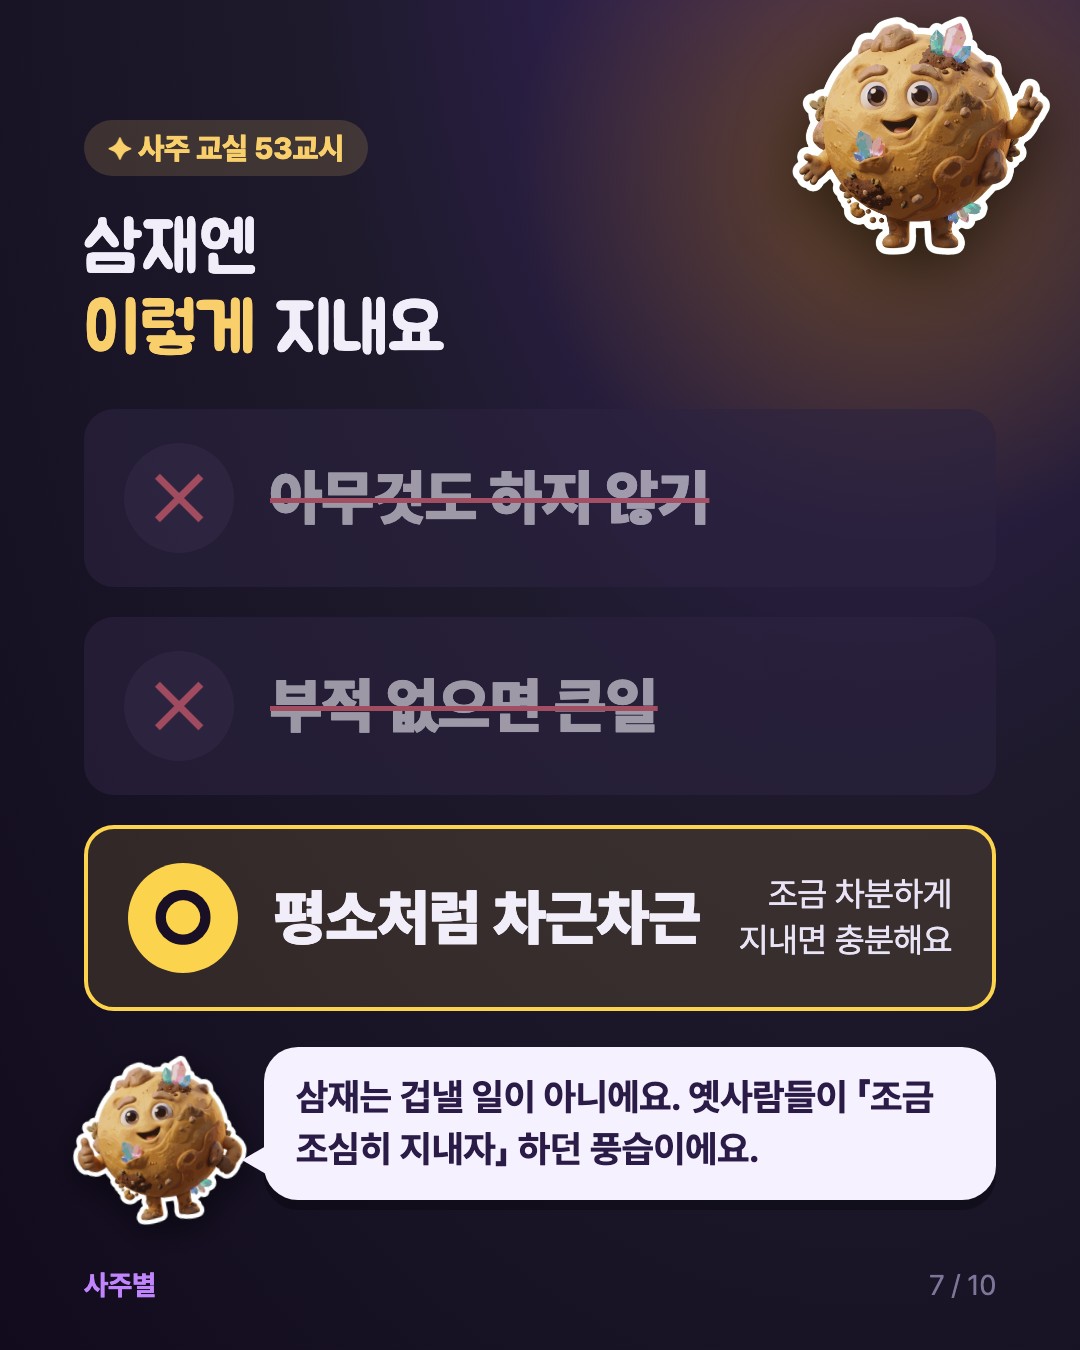 사주 교실 53교시
삼재엔
이렇게 지내요
아무것도 하지 않기
부적 없으면 큰일
평소처럼 차근차근
조금 차분하게
지내면 충분해요
삼재는 겁낼 일이 아니에요. 옛사람들이 「조금
조심히 지내자」 하던 풍습이에요.
사주별
7 / 10